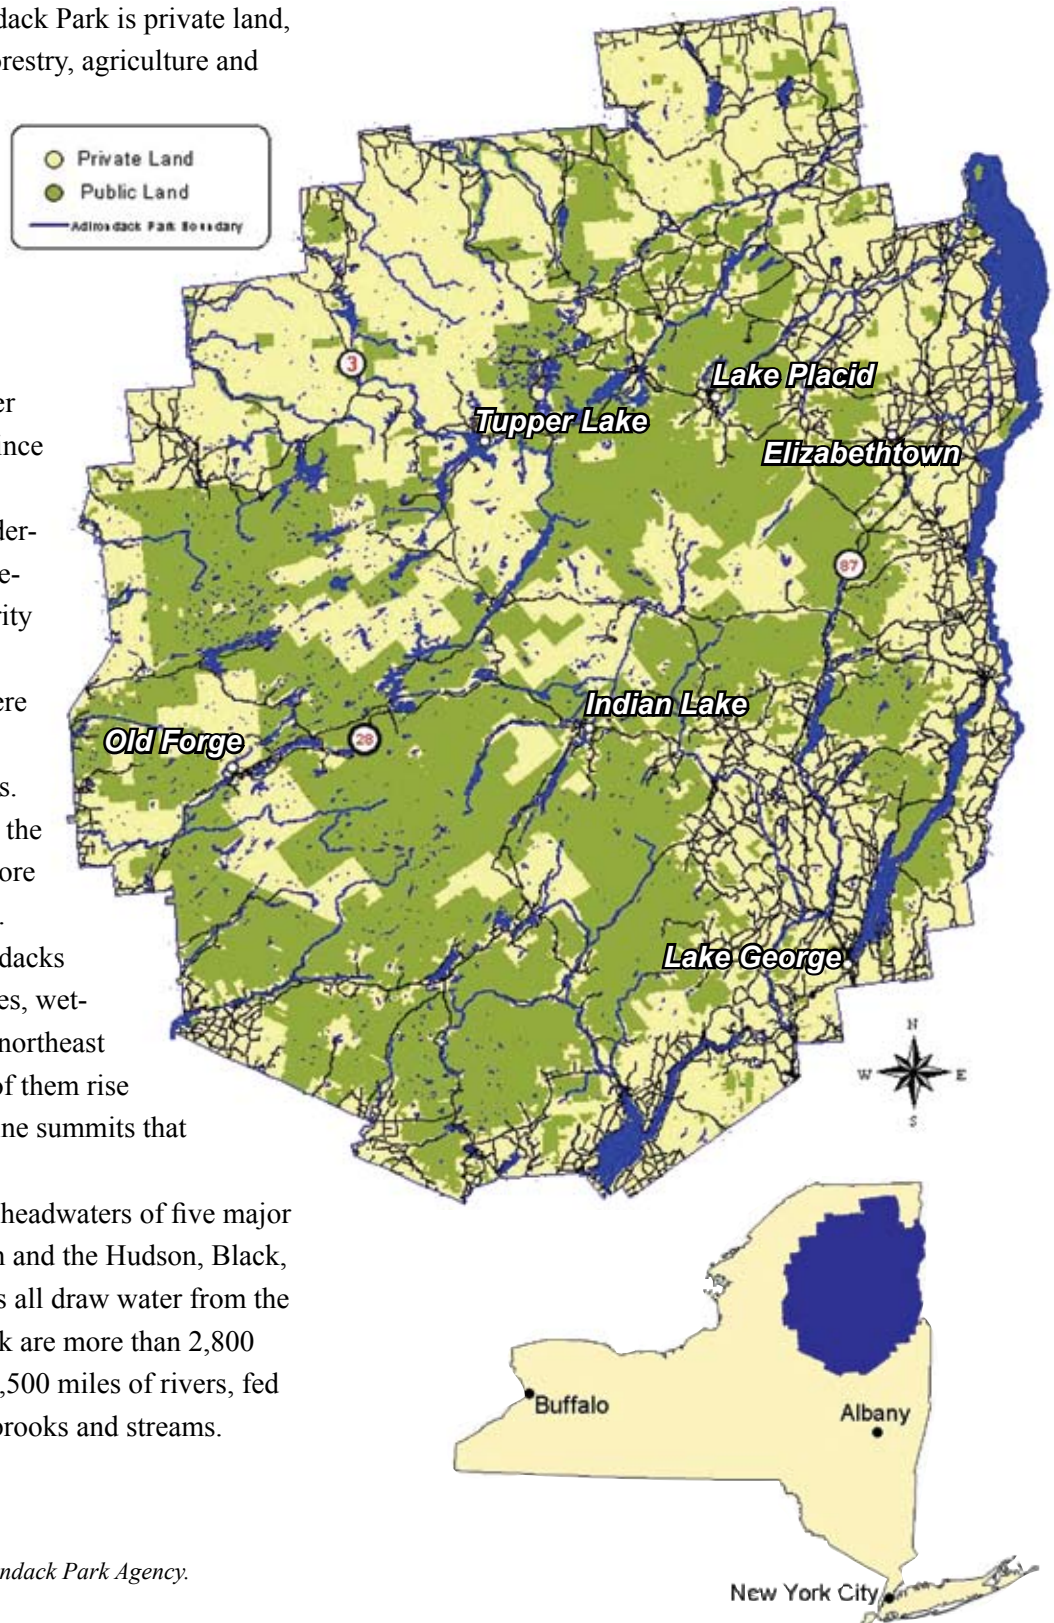 dack Park is private land,
orestry, agriculture and
Private Land
Public Land
Adirondack Park Boundary
er
ince
der-
e-
rity
ere
s.
the
ore
.
dacks
es, wet-
northeast
of them rise
ine summits that
headwaters of five major
n and the Hudson, Black,
s all draw water from the
k are more than 2,800
,500 miles of rivers, fed
brooks and streams.
ndack Park Agency.
3
Lake Placid
Tupper Lake
Elizabethtown
87
Indian Lake
Old Forge
28
Lake George
N
W E
S
Buffalo
Albany
New York City